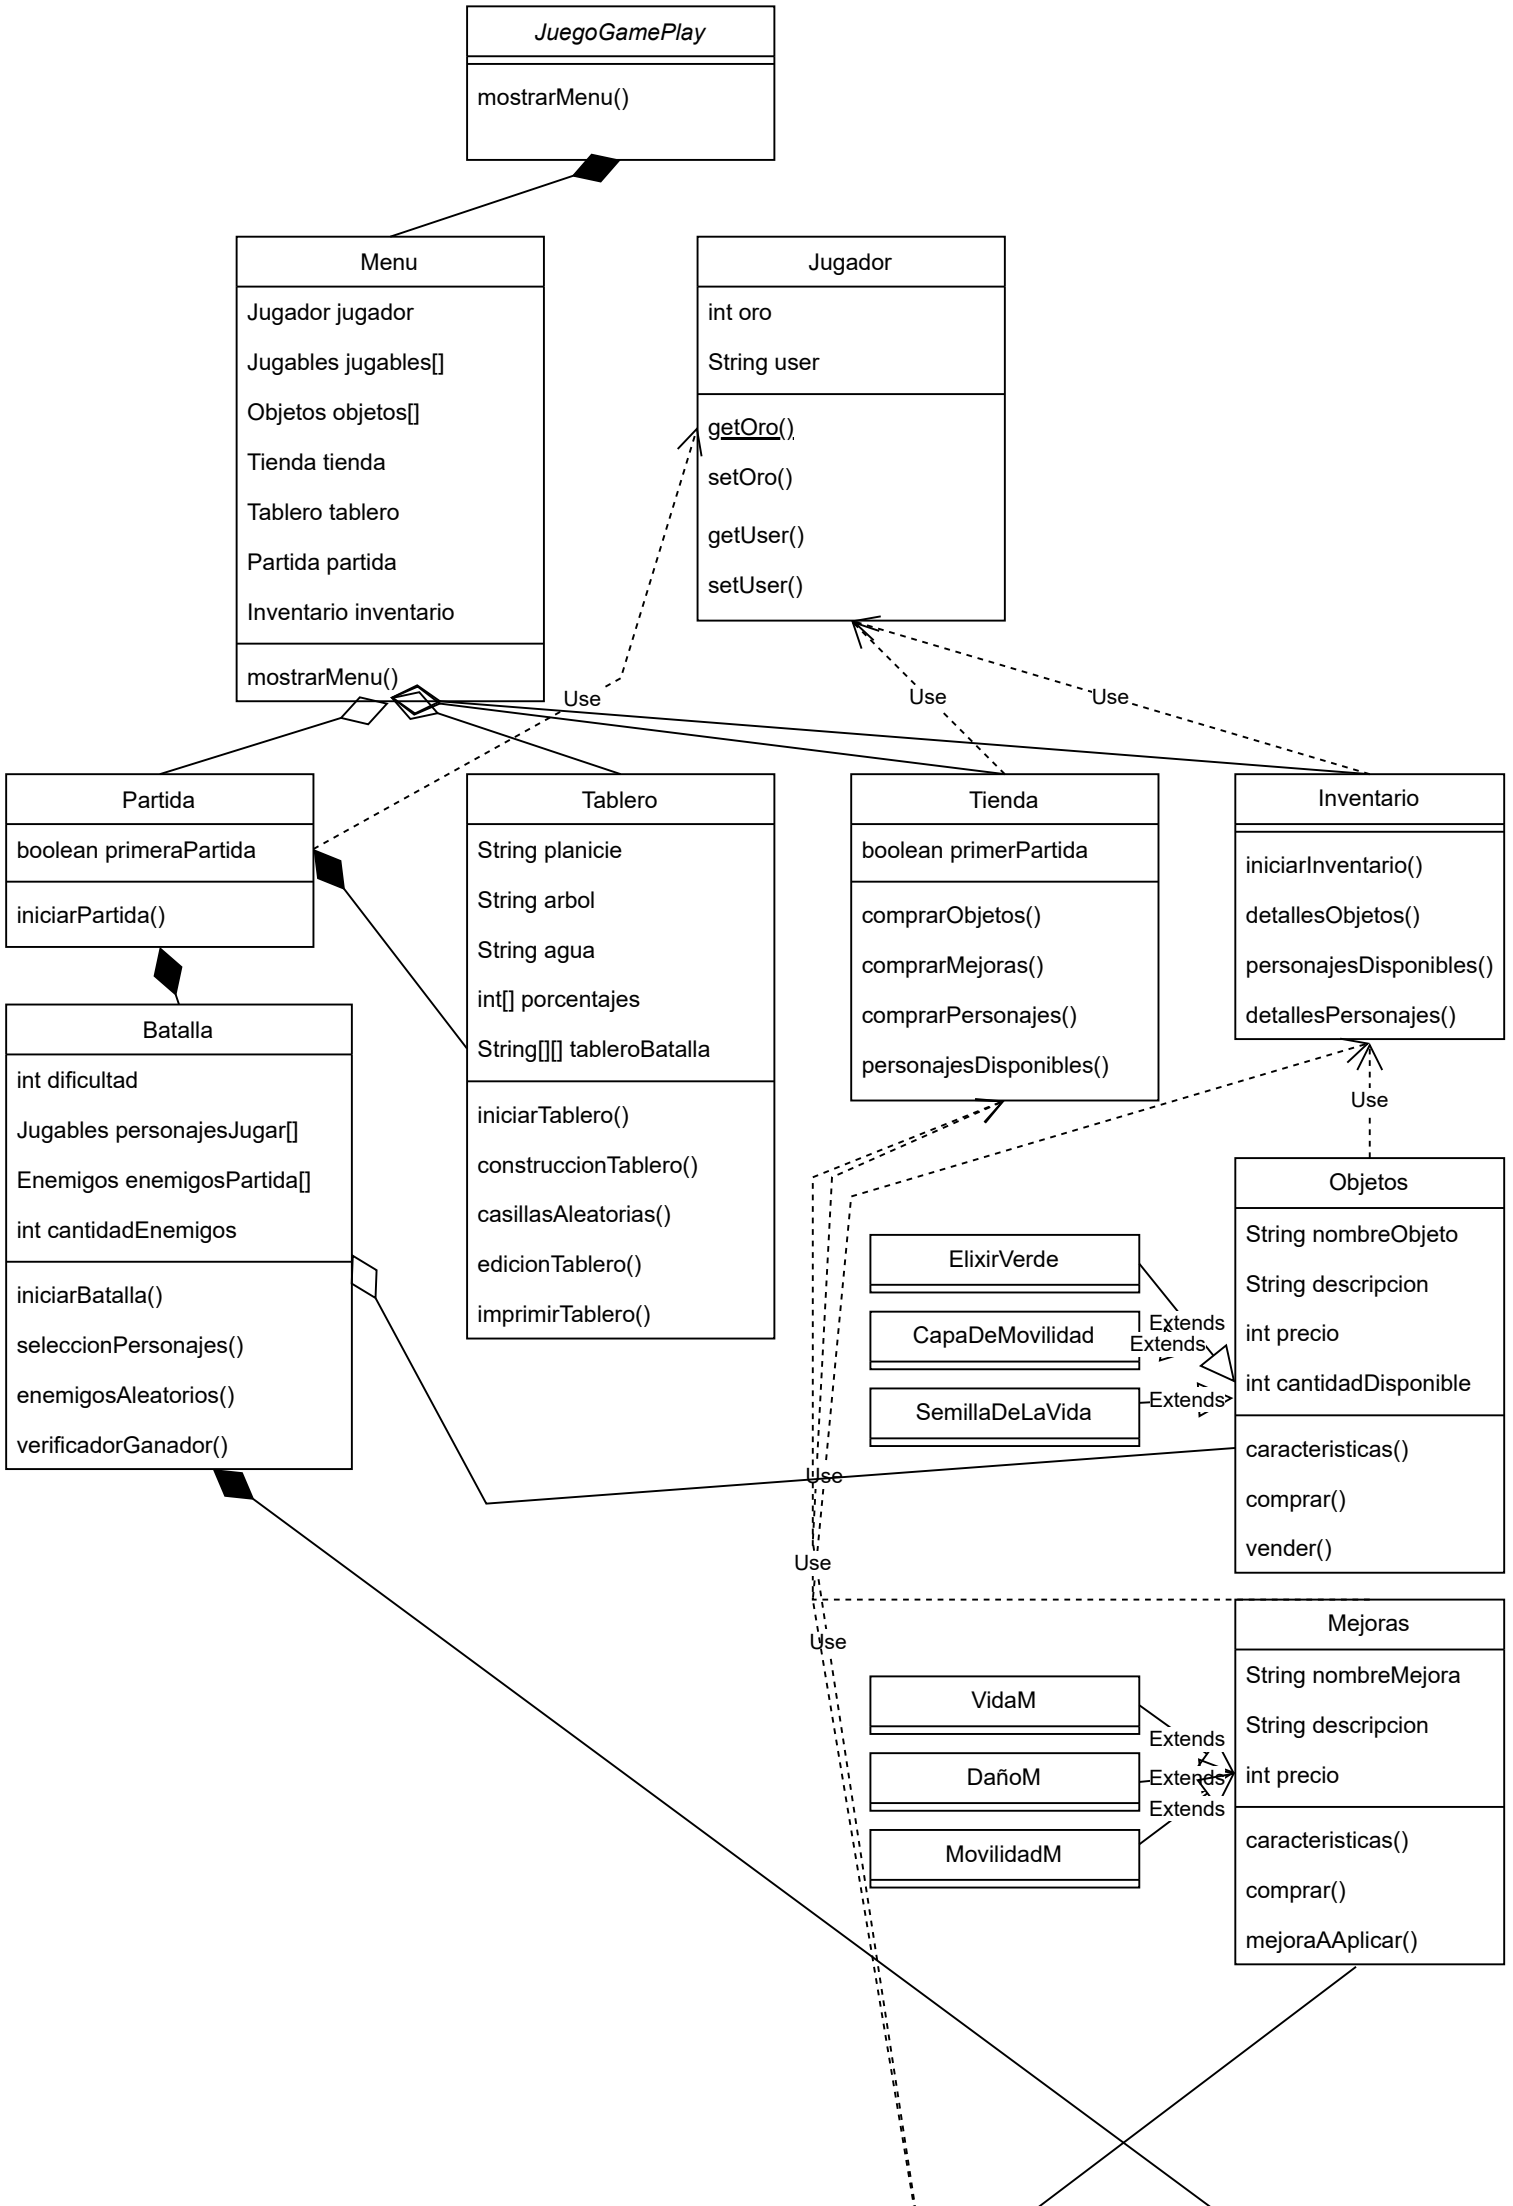 JuegoGamePlay
mostrarMenu()
Menu
Jugador jugador
Jugables jugables[]
Objetos objetos[]
Tienda tienda
Tablero tablero
Partida partida
Inventario inventario
mostrarMenu()
Jugador
int oro
String user
getOro()
setOro()
getUser()
setUser()
Use
Use
Use
Partida
boolean primeraPartida
iniciarPartida()
Tablero
String planicie
String arbol
String agua
int[] porcentajes
String[][] tableroBatalla
iniciarTablero()
construccionTablero()
casillasAleatorias()
edicionTablero()
imprimirTablero()
Tienda
boolean primerPartida
comprarObjetos()
comprarMejoras()
comprarPersonajes()
personajesDisponibles()
Inventario
iniciarInventario()
detallesObjetos()
personajesDisponibles()
detallesPersonajes()
Use
Batalla
int dificultad
Jugables personajesJugar[]
Enemigos enemigosPartida[]
int cantidadEnemigos
iniciarBatalla()
seleccionPersonajes()
enemigosAleatorios()
verificadorGanador()
ElixirVerde
CapaDeMovilidad
SemillaDeLaVida
Extends
Extends
Extends
Objetos
String nombreObjeto
String descripcion
int precio
int cantidadDisponible
caracteristicas()
comprar()
vender()
Use
Use
Use
VidaM
DañoM
MovilidadM
Extends
Extends
Extends
Mejoras
String nombreMejora
String descripcion
int precio
caracteristicas()
comprar()
mejoraAAplicar()